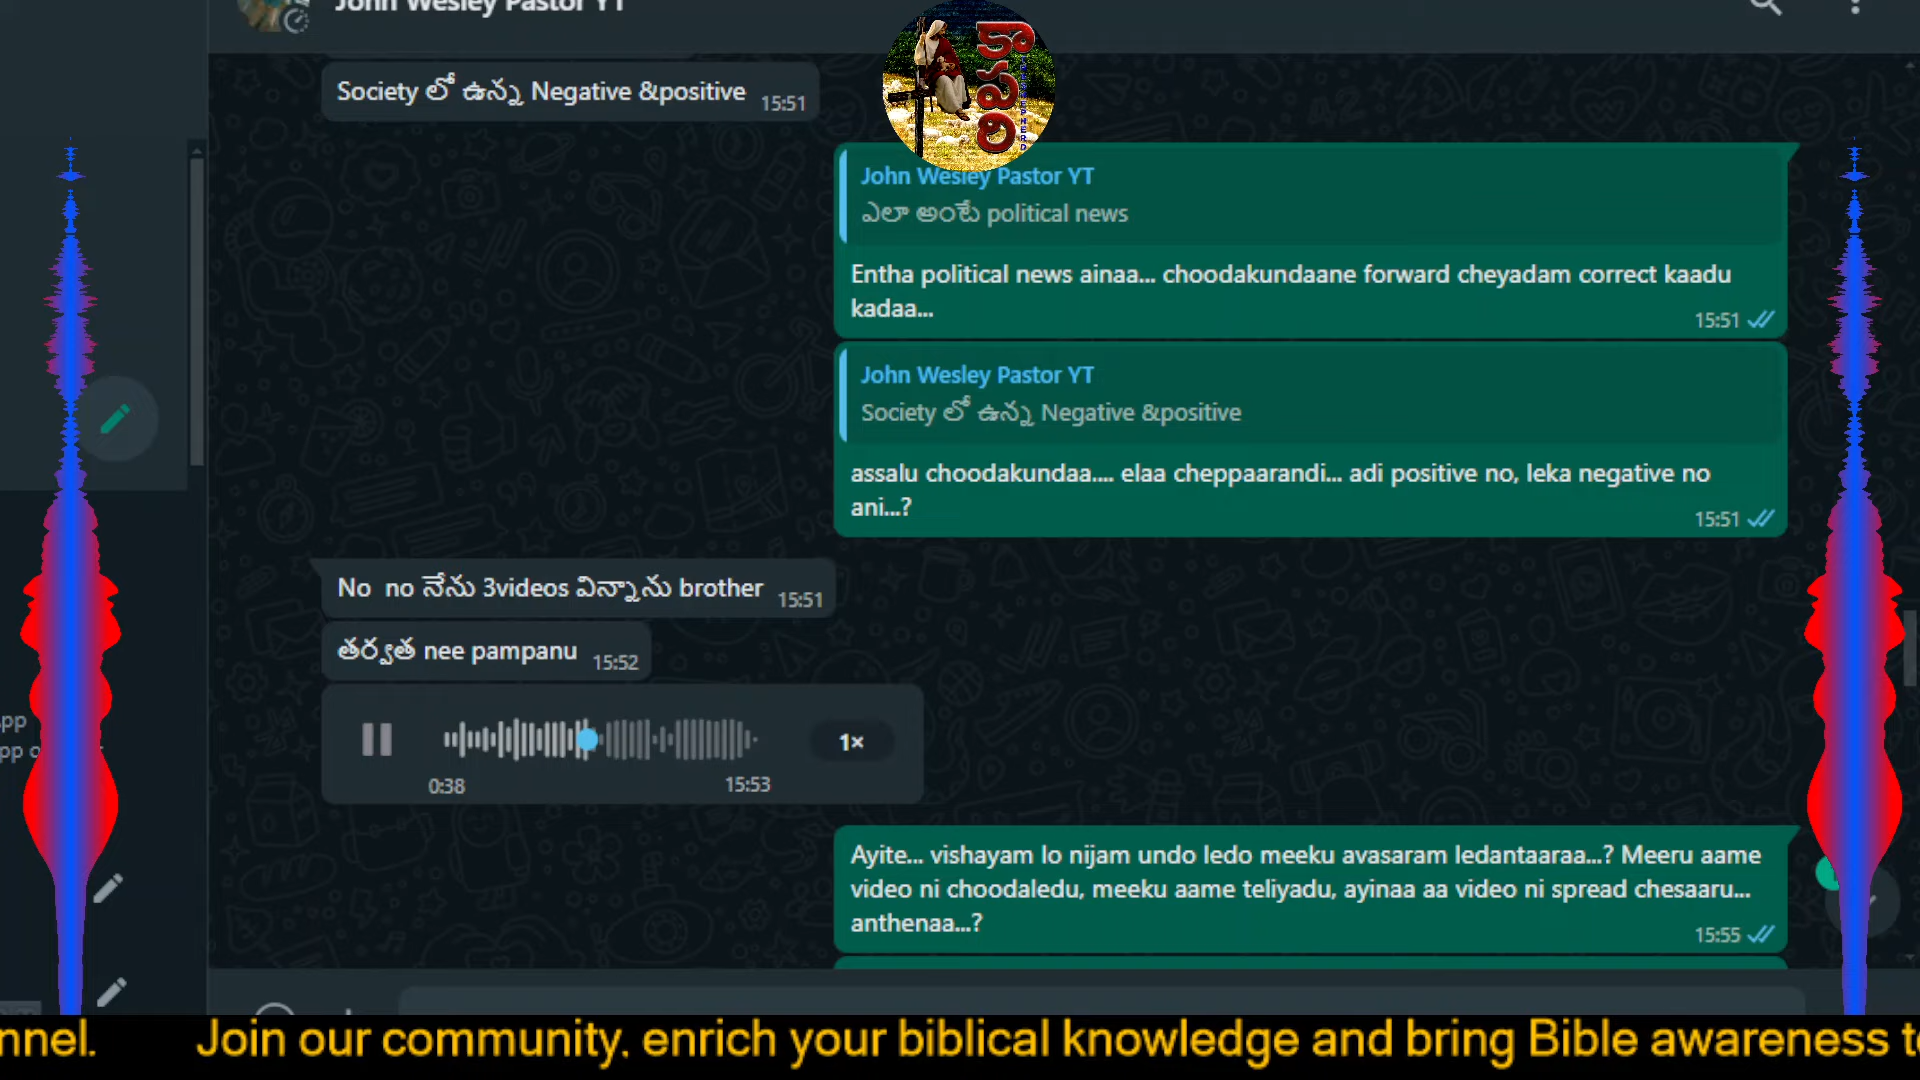 John Wesley Pastor YT
కాపరి
Society లో ఉన్న Negative &positive 15:51
John Wesley Pastor YT
ఎలా అంటే political news
Entha political news ainaa... choodakundaane forward cheyadam correct kaadu
kadaa...
15:51
John Wesley Pastor YT
Society లో ఉన్న Negative &positive
assalu choodakundaa.... elaa cheppaarandi... adi positive no, leka negative no
ani...?
15:51
No no నేను 3videos విన్నాను brother 15:51
తర్వత nee pampanu 15:52
1×
0:38 15:53
Ayite... vishayam lo nijam undo ledo meeku avasaram ledantaaraa...? Meeru aame
video ni choodaledu, meeku aame teliyadu, ayinaa aa video ni spread chesaaru...
anthenaa...?
15:55
nnel. Join our community, enrich your biblical knowledge and bring Bible awareness t